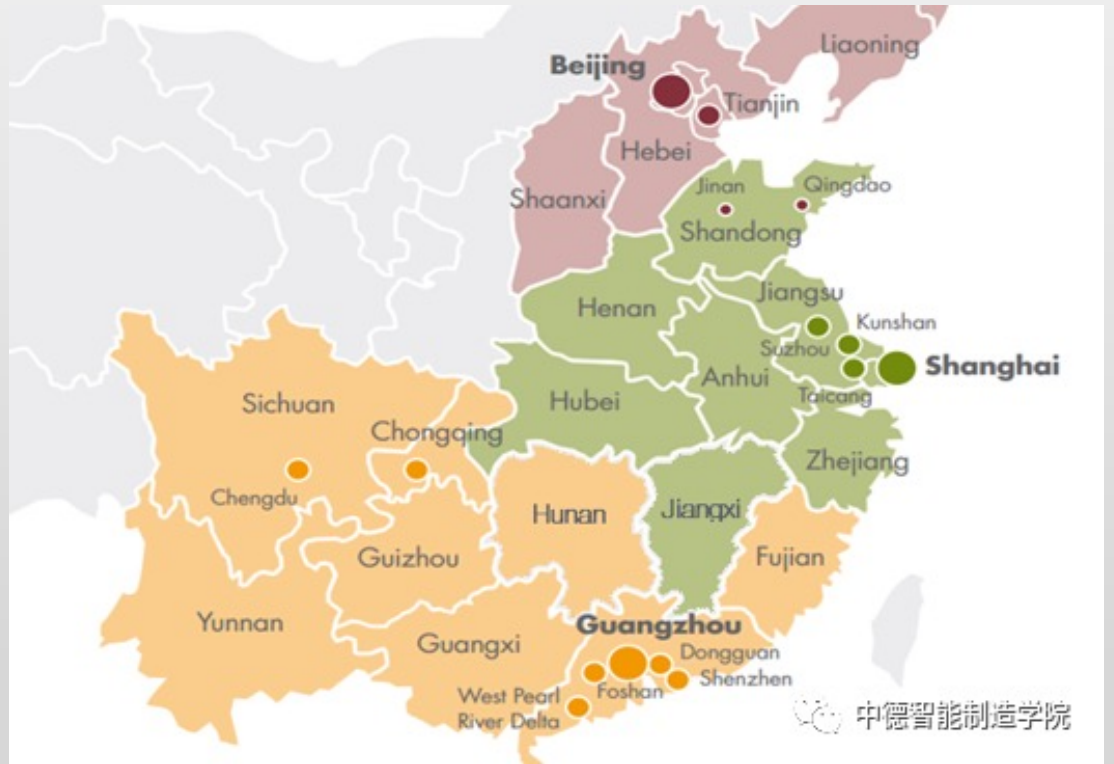 Liaoning
Beijing
Tianjin
Hebei
Shaanxi
Jinan
Qingdao
Shandong
Henan
Jiangsu
Kunshan
Suzhou
Shanghai
Anhui
Taicang
Hubei
Sichuan
Chongqing
Zhejiang
Chengdu
Hunan
Jiangxi
Guizhou
Fujian
Yunnan
Guangzhou
Guangxi
Dongguan
Shenzhen
Foshan
West Pearl
River Delta
中德智能制造学院